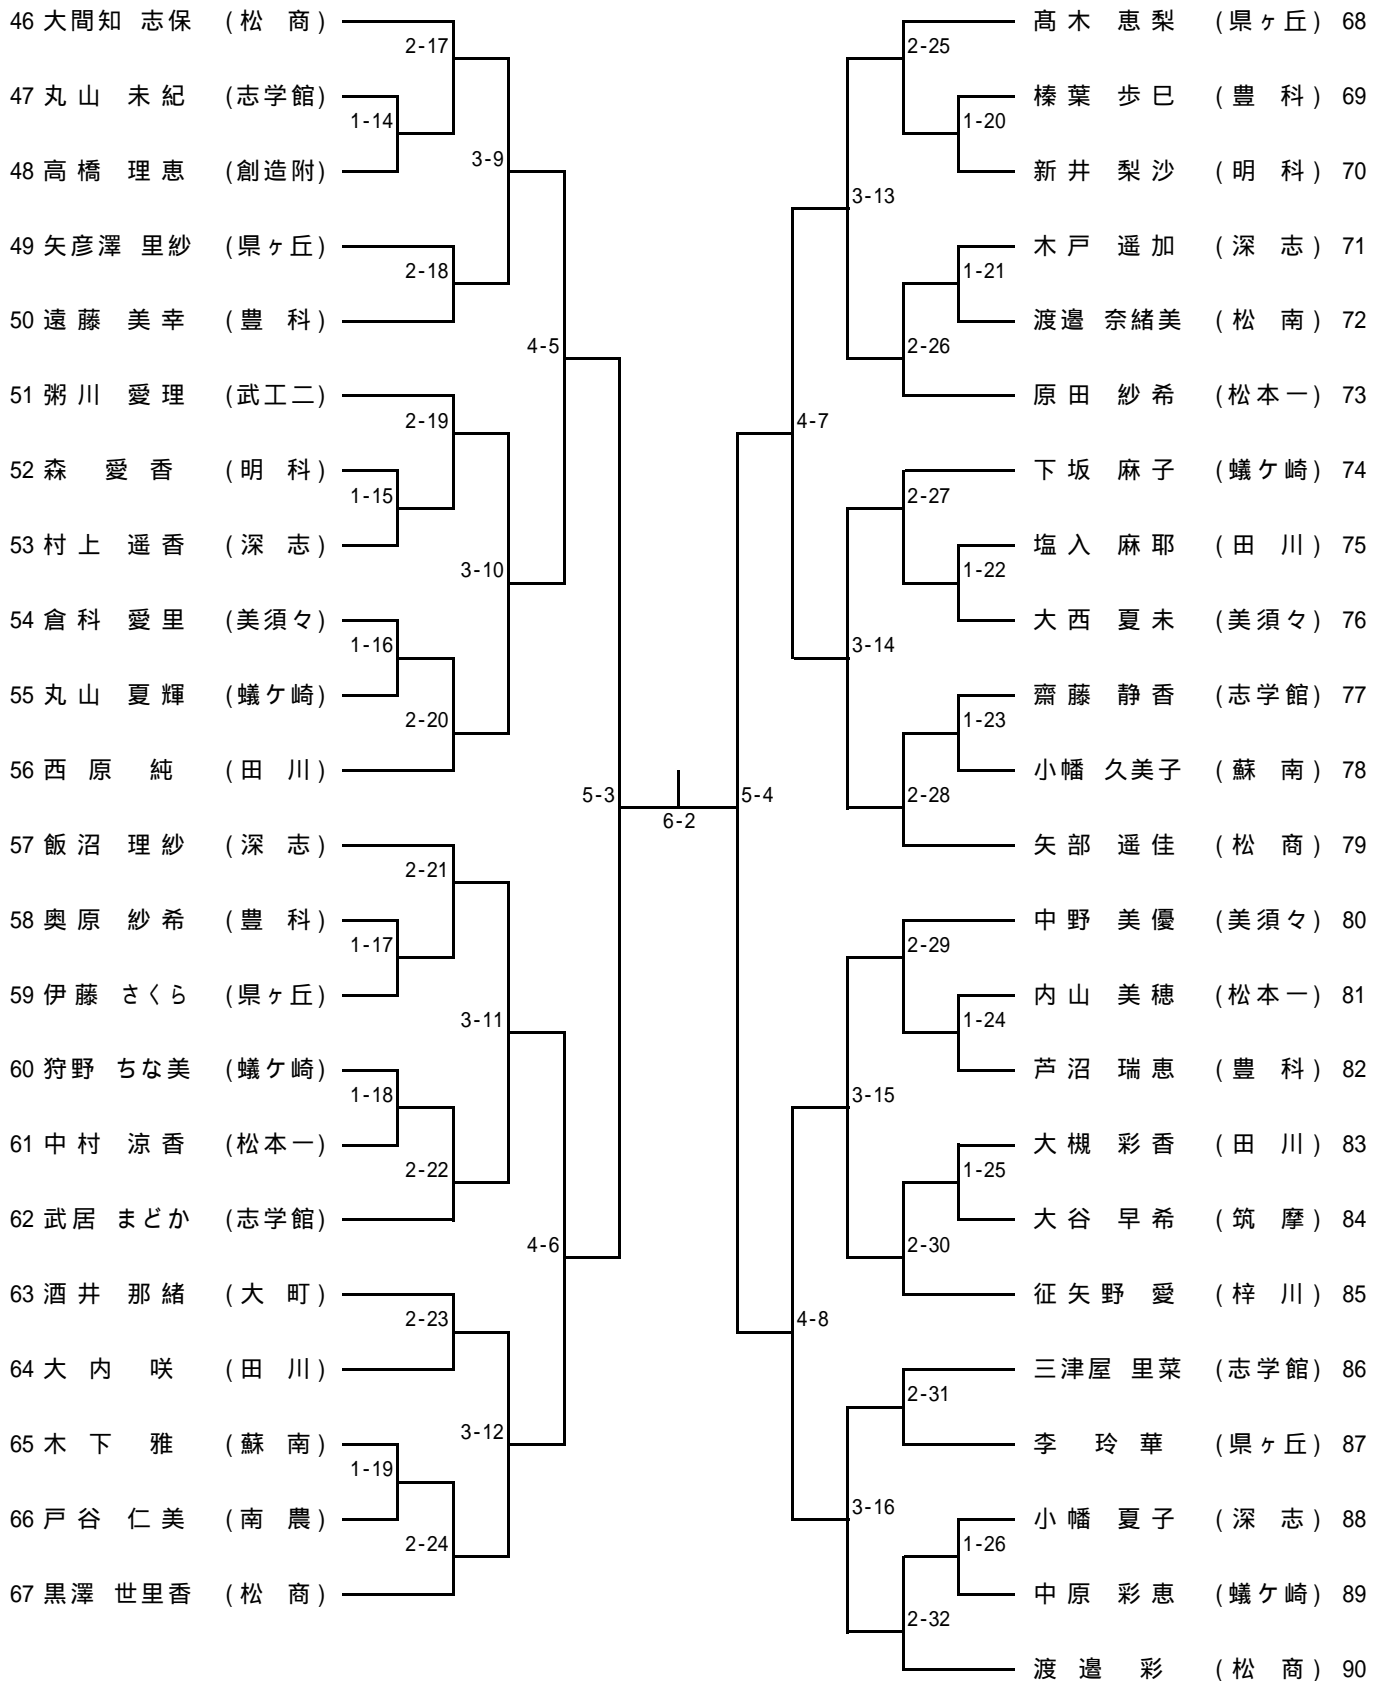 46 大間知 志保 (松 商)
2-17
47 丸山 未紀 (志学館)
1-14
48 高橋 理恵 (創造附)
3-9
49 矢彦澤 里紗 (県ヶ丘)
2-18
50 遠藤 美幸 (豊 科)
4-5
51 粥川 愛理 (武工二)
2-19
52 森 愛香 (明 科)
1-15
53 村上 遥香 (深 志)
3-10
54 倉科 愛里 (美須々)
1-16
55 丸山 夏輝 (蟻ケ崎)
2-20
56 西原 純 (田 川)
5-3
57 飯沼 理紗 (深 志)
2-21
58 奥原 紗希 (豊 科)
1-17
59 伊藤 さくら (県ヶ丘)
3-11
60 狩野 ちな美 (蟻ケ崎)
1-18
61 中村 涼香 (松本一)
2-22
62 武居 まどか (志学館)
4-6
63 酒井 那緒 (大 町)
2-23
64 大内 咲 (田 川)
3-12
65 木下 雅 (蘇 南)
1-19
66 戸谷 仁美 (南 農)
2-24
67 黒澤 世里香 (松 商)
6-2
髙木 恵梨 (県ヶ丘) 68
2-25
榛葉 歩巳 (豊 科) 69
1-20
新井 梨沙 (明 科) 70
3-13
木戸 遥加 (深 志) 71
1-21
渡邉 奈緒美 (松 南) 72
2-26
原田 紗希 (松本一) 73
4-7
下坂 麻子 (蟻ケ崎) 74
2-27
塩入 麻耶 (田 川) 75
1-22
大西 夏未 (美須々) 76
3-14
齋藤 静香 (志学館) 77
1-23
小幡 久美子 (蘇 南) 78
2-28
5-4
矢部 遥佳 (松 商) 79
中野 美優 (美須々) 80
2-29
内山 美穂 (松本一) 81
1-24
芦沼 瑞恵 (豊 科) 82
3-15
大槻 彩香 (田 川) 83
1-25
大谷 早希 (筑 摩) 84
2-30
征矢野 愛 (梓 川) 85
4-8
三津屋 里菜 (志学館) 86
2-31
李 玲華 (県ヶ丘) 87
3-16
小幡 夏子 (深 志) 88
1-26
中原 彩恵 (蟻ケ崎) 89
2-32
渡邉 彩 (松 商) 90